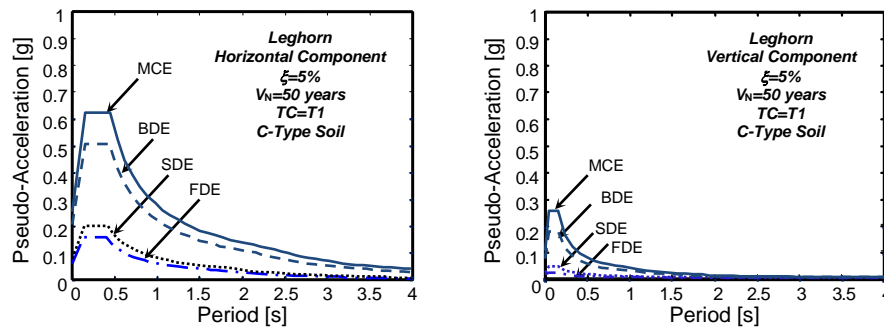 Pseudo-Acceleration [g]
1
0.9
0.8
0.7
0.6
0.5
0.4
0.3
0.2
0.1
0
Leghorn
Horizontal Component
ξ=5%
VN=50 years
TC=T1
C-Type Soil
MCE
BDE
SDE
FDE
0 0.5 1 1.5 2 2.5 3 3.5 4
Period [s]
Pseudo-Acceleration [g]
1
0.9
0.8
0.7
0.6
0.5
0.4
0.3
0.2
0.1
0
Leghorn
Vertical Component
ξ=5%
VN=50 years
TC=T1
C-Type Soil
MCE
BDE
SDE
FDE
0 0.5 1 1.5 2 2.5 3 3.5 4
Period [s]